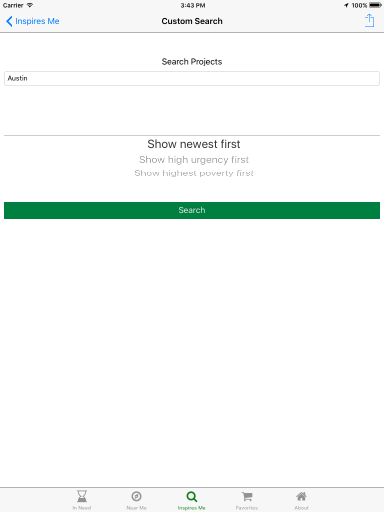 Carrier 3:43 PM 100%
Inspires Me Custom Search
Search Projects
Austin
Show newest first
Show high urgency first
Show highest poverty first
Search
In Need Near Me Inspires Me Favorites About